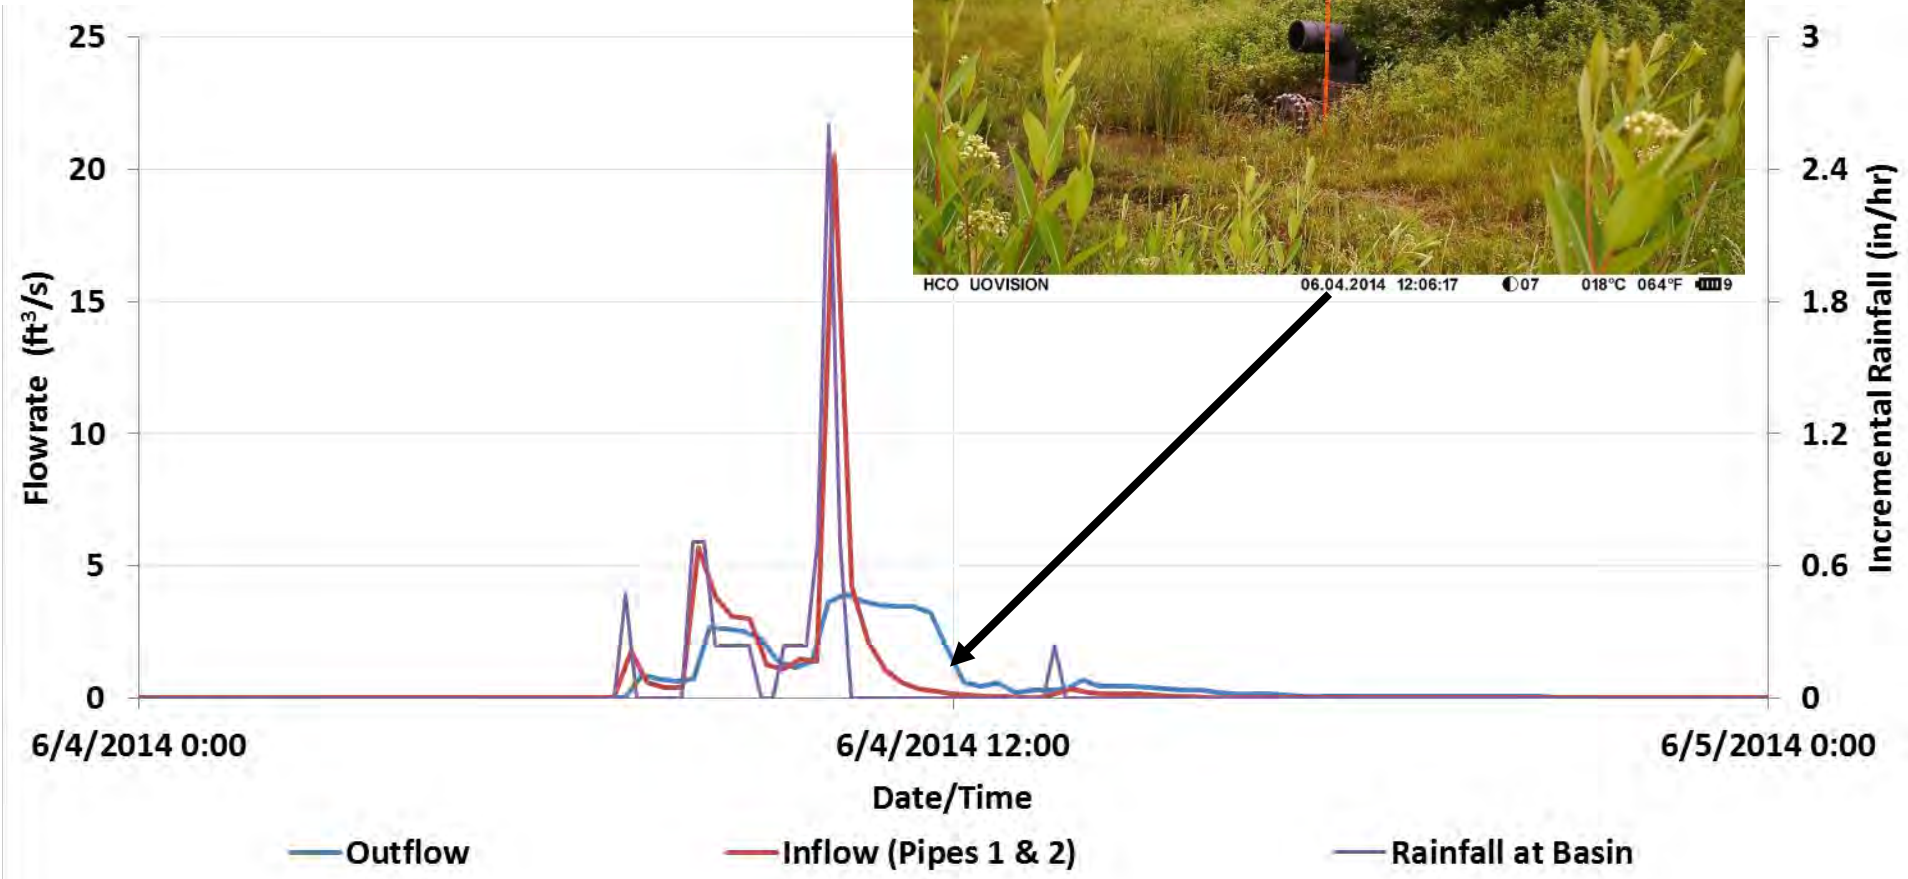 25
20
15
10
5
0
Flowrate (ft³/s)
3
2.4
1.8
1.2
0.6
0
Incremental Rainfall (in/hr)
HCO UOVISION 06.04.2014 12:06:17 07 018°C 064°F 9
6/4/2014 0:00 6/4/2014 12:00 6/5/2014 0:00
Date/Time
Outflow Inflow (Pipes 1 & 2) Rainfall at Basin